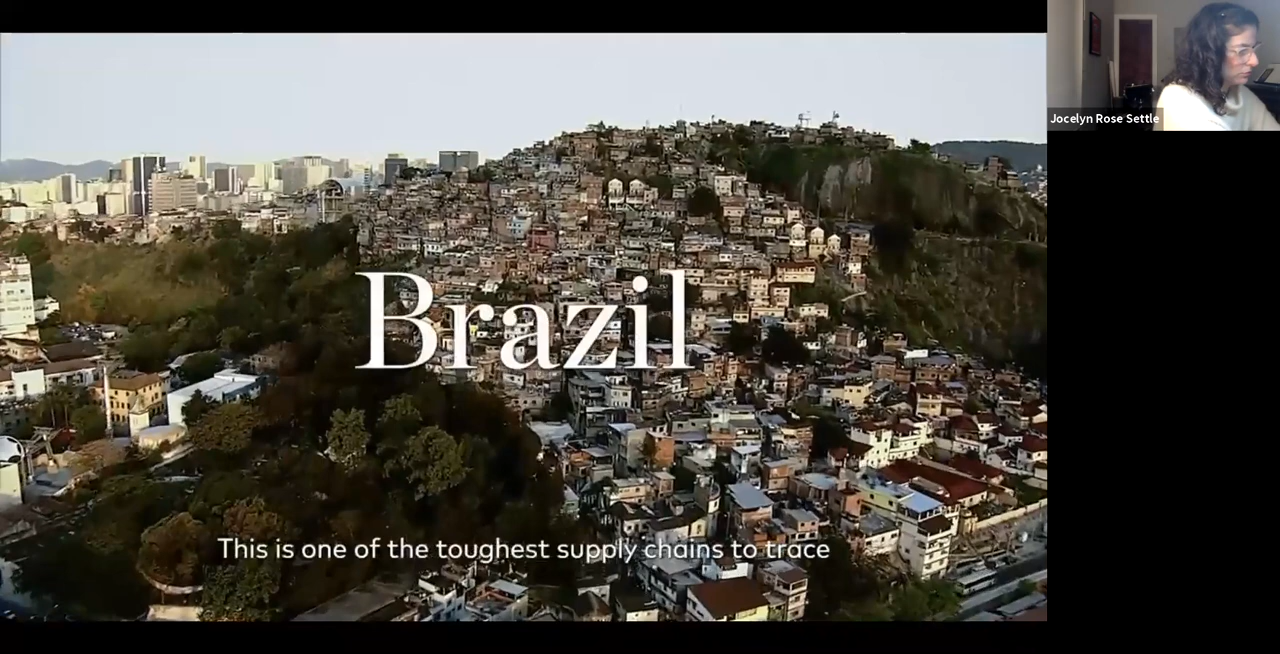 Jocelyn Rose Settle
Brazil
This is one of the toughest supply chains to trace